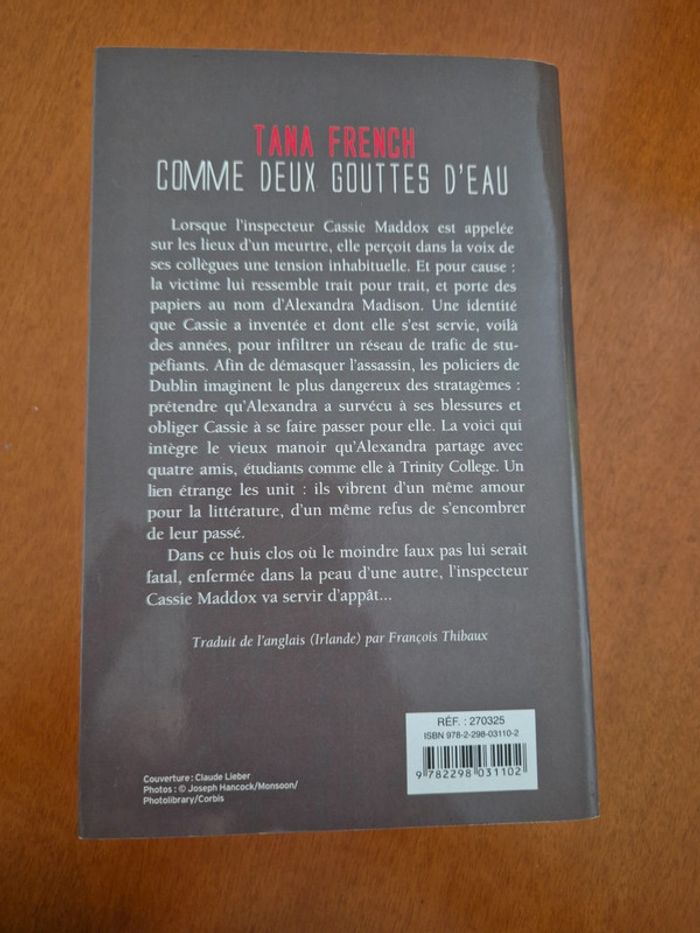 TANA FRENCH
COMME DEUX GOUTTES D'EAU
Lorsque l'inspecteur Cassie Maddox est appelée
sur les lieux d'un meurtre, elle perçoit dans la voix de
ses collègues une tension inhabituelle. Et pour cause :
la victime lui ressemble trait pour trait, et porte des
papiers au nom d'Alexandra Madison. Une identité
que Cassie a inventée et dont elle s'est servie, voilà
des années, pour infiltrer un réseau de trafic de stu-
péfiants. Afin de démasquer l'assassin, les policiers de
Dublin imaginent le plus dangereux des stratagèmes :
prétendre qu'Alexandra a survécu à ses blessures et
obliger Cassie à se faire passer pour elle. La voici qui
intègre le vieux manoir qu'Alexandra partage avec
quatre amis, étudiants comme elle à Trinity College. Un
lien étrange les unit : ils vibrent d'un même amour
pour la littérature, d'un même refus de s'encombrer
de leur passé.
Dans ce huis clos où le moindre faux pas lui serait
fatal, enfermée dans la peau d'une autre, l'inspecteur
Cassie Maddox va servir d'appât...
Traduit de l'anglais (Irlande) par François Thibaux
RÉF. : 270325
ISBN 978-2-298-03110-2
9 782298 031102
Couverture : Claude Lieber
Photos : © Joseph Hancock/Monsoon/
Photolibrary/Corbis